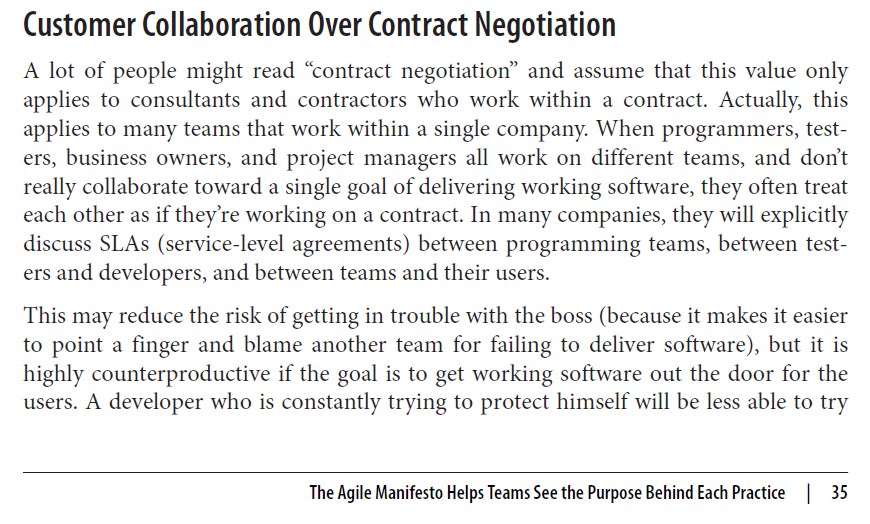 Customer Collaboration Over Contract Negotiation
A lot of people might read “contract negotiation” and assume that this value only
applies to consultants and contractors who work within a contract. Actually, this
applies to many teams that work within a single company. When programmers, test-
ers, business owners, and project managers all work on different teams, and don’t
really collaborate toward a single goal of delivering working software, they often treat
each other as if they’re working on a contract. In many companies, they will explicitly
discuss SLAs (service-level agreements) between programming teams, between test-
ers and developers, and between teams and their users.
This may reduce the risk of getting in trouble with the boss (because it makes it easier
to point a finger and blame another team for failing to deliver software), but it is
highly counterproductive if the goal is to get working software out the door for the
users. A developer who is constantly trying to protect himself will be less able to try
The Agile Manifesto Helps Teams See the Purpose Behind Each Practice | 35